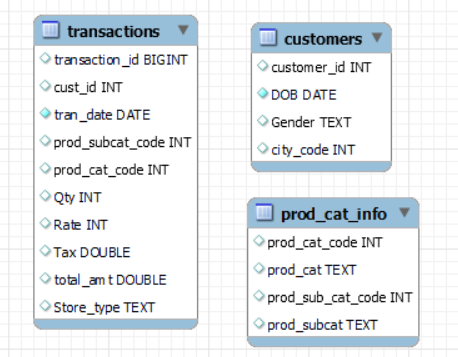 transactions
transaction_id BIGINT
cust_id INT
tran_date DATE
prod_subcat_code INT
prod_cat_code INT
Qty INT
Rate INT
Tax DOUBLE
total_amt DOUBLE
Store_type TEXT
customers
customer_id INT
DOB DATE
Gender TEXT
city_code INT
prod_cat_info
prod_cat_code INT
prod_cat TEXT
prod_sub_cat_code INT
prod_subcat TEXT